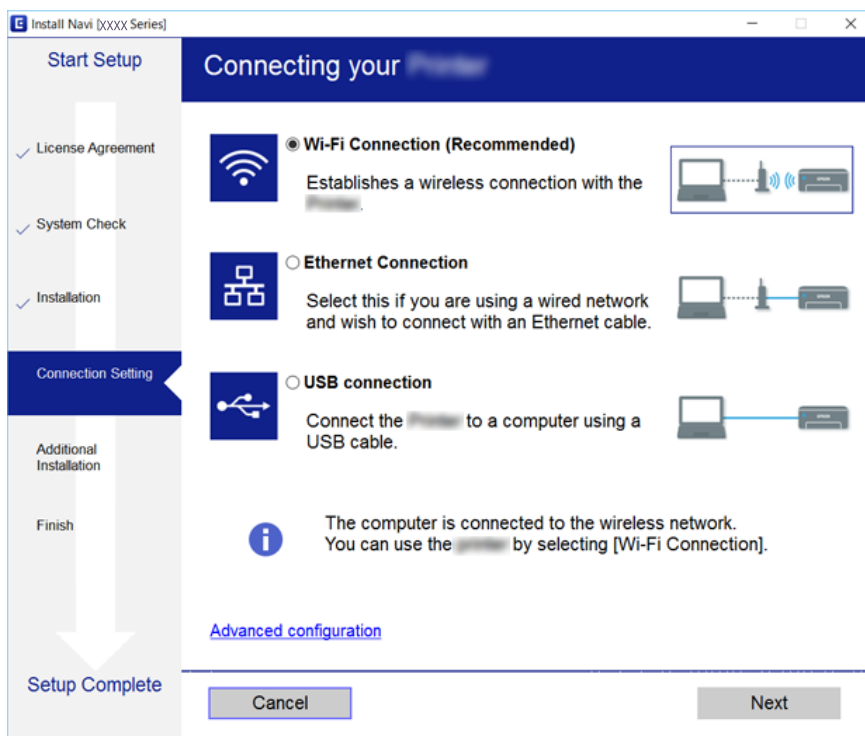 Install Navi [XXXX Series]
Start Setup
License Agreement
System Check
Installation
Connection Setting
Additional
Installation
Finish
Setup Complete
Connecting your
Wi-Fi Connection (Recommended)
Establishes a wireless connection with the
.
Ethernet Connection
Select this if you are using a wired network
and wish to connect with an Ethernet cable.
USB connection
Connect the to a computer using a
USB cable.
The computer is connected to the wireless network.
You can use the by selecting [Wi-Fi Connection].
Advanced configuration
Cancel
Next